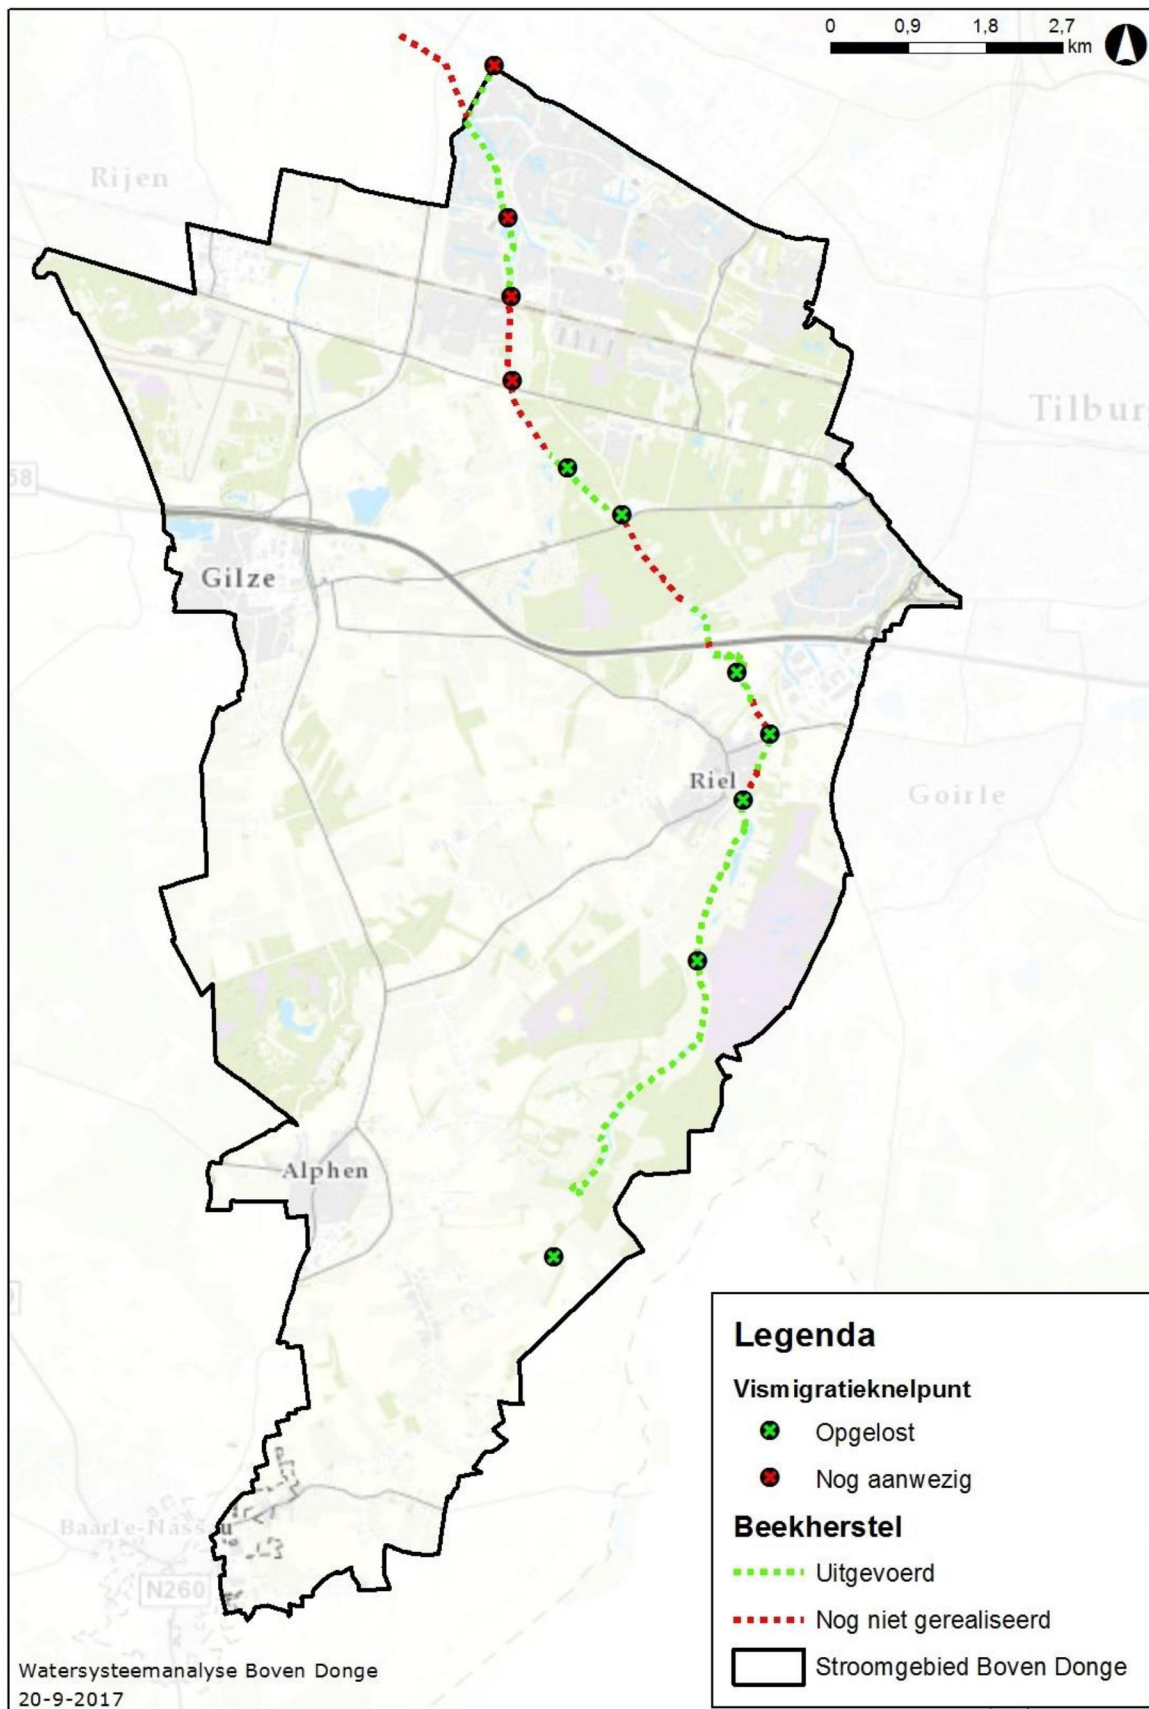 0 0,9 1,8 2,7
km
Rijen
Tilburg
58
Gilze
Riel
Goirle
Alphen
Baarle-Nassau
N260
Legenda
Vismigratieknelpunt
Opgelost
Nog aanwezig
Beekherstel
Uitgevoerd
Nog niet gerealiseerd
Stroomgebied Boven Donge
Watersysteemanalyse Boven Donge
20-9-2017